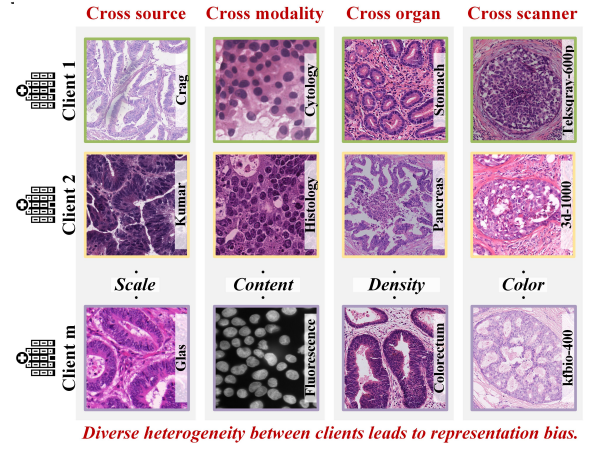 Cross source
Cross modality
Cross organ
Cross scanner
Client 1
Crag
Cytology
Stomach
Teksqray-600p
Client 2
Kumar
Histology
Pancreas
3d-1000
Scale
Content
Density
Color
Client m
Glas
Fluorescence
Colorectum
kfbio-400
Diverse heterogeneity between clients leads to representation bias.